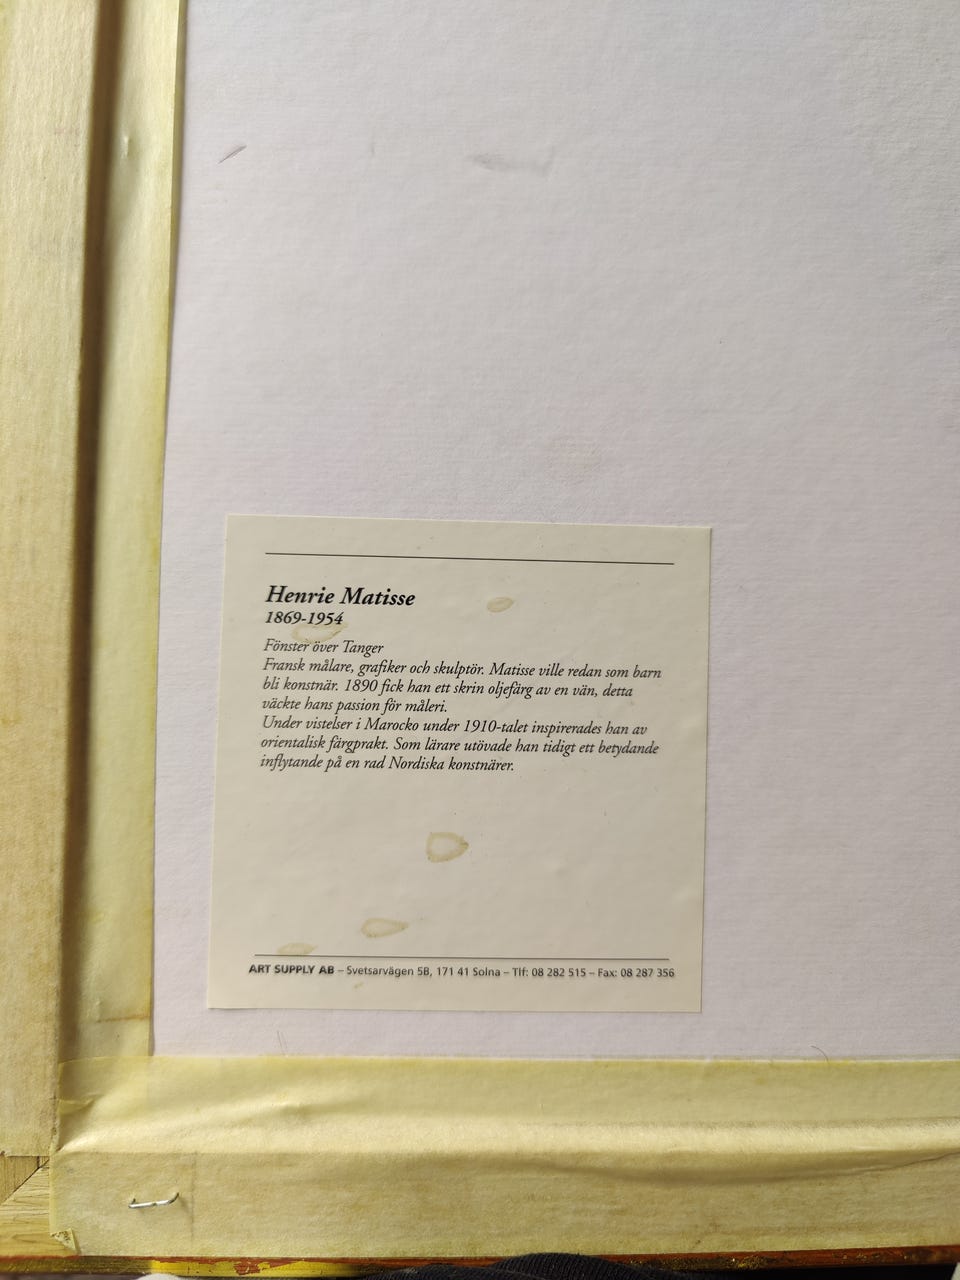 Henrie Matisse
1869-1954
Fönster över Tanger
Fransk målare, grafiker och skulptör. Matisse ville redan som barn
bli konstnär. 1890 fick han ett skrin oljefärg av en vän, detta
väckte hans passion för måleri.
Under vistelser i Marocko under 1910-talet inspirerades han av
orientalisk färgprakt. Som lärare utövade han tidigt ett betydande
inflytande på en rad Nordiska konstnärer.
ART SUPPLY AB – Svetsarvägen 5B, 171 41 Solna – Tlf: 08 282 515 – Fax: 08 287 356